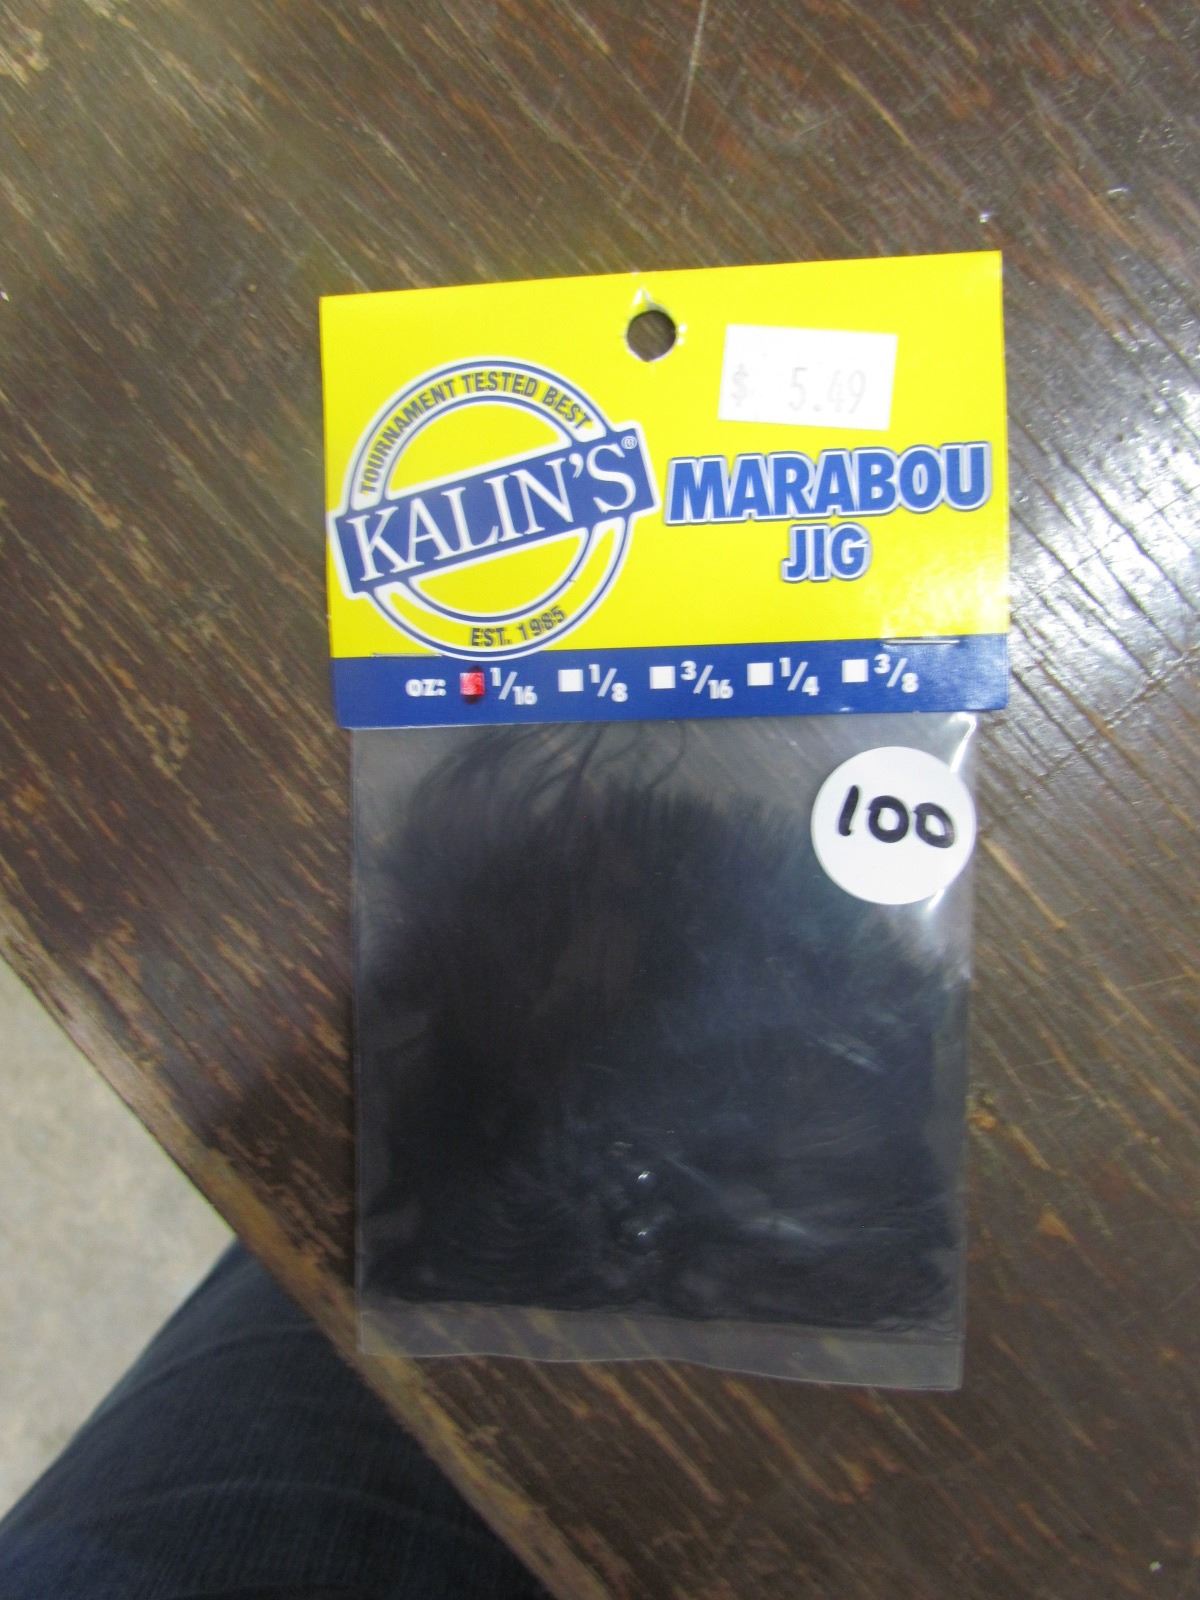 $ 5.49
TOURNAMENT TESTED BEST
KALIN'S®
EST. 1985
MARABOU
JIG
oz: 1/16 1/8 3/16 1/4 3/8
100